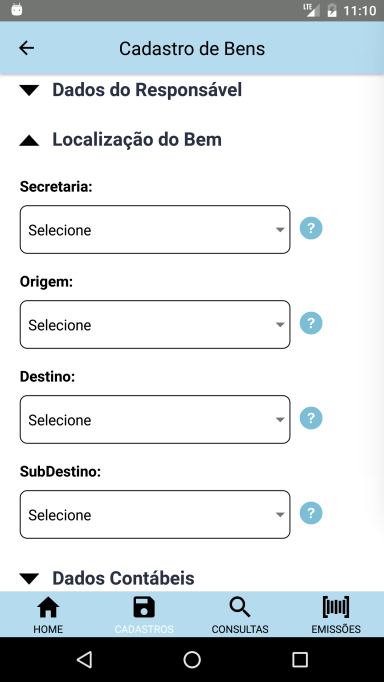 LTE 11:10
Cadastro de Bens
Dados do Responsável
Localização do Bem
Secretaria:
Selecione ?
Origem:
Selecione ?
Destino:
Selecione ?
SubDestino:
Selecione ?
Dados Contábeis
HOME CADASTROS CONSULTAS EMISSÕES